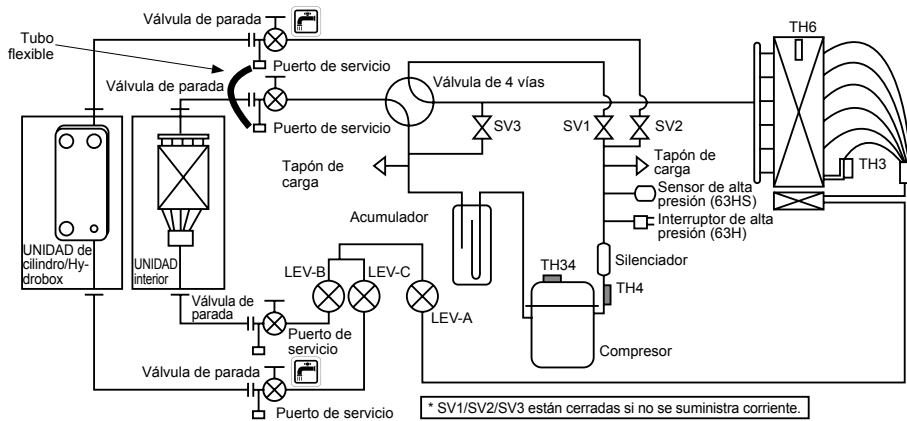 Válvula de parada
Tubo
flexible
Puerto de servicio
Válvula de parada
Puerto de servicio
Válvula de 4 vías
SV3
SV1
SV2
TH6
TH3
Tapón de
carga
Tapón de
carga
Sensor de alta
presión (63HS)
Interruptor de alta
presión (63H)
Acumulador
Silenciador
TH34
TH4
Compresor
UNIDAD de
cilindro/Hy-
drobox
UNIDAD
interior
LEV-B
LEV-C
LEV-A
Válvula de
parada
Puerto de
servicio
Válvula de parada
Puerto de servicio
* SV1/SV2/SV3 están cerradas si no se suministra corriente.